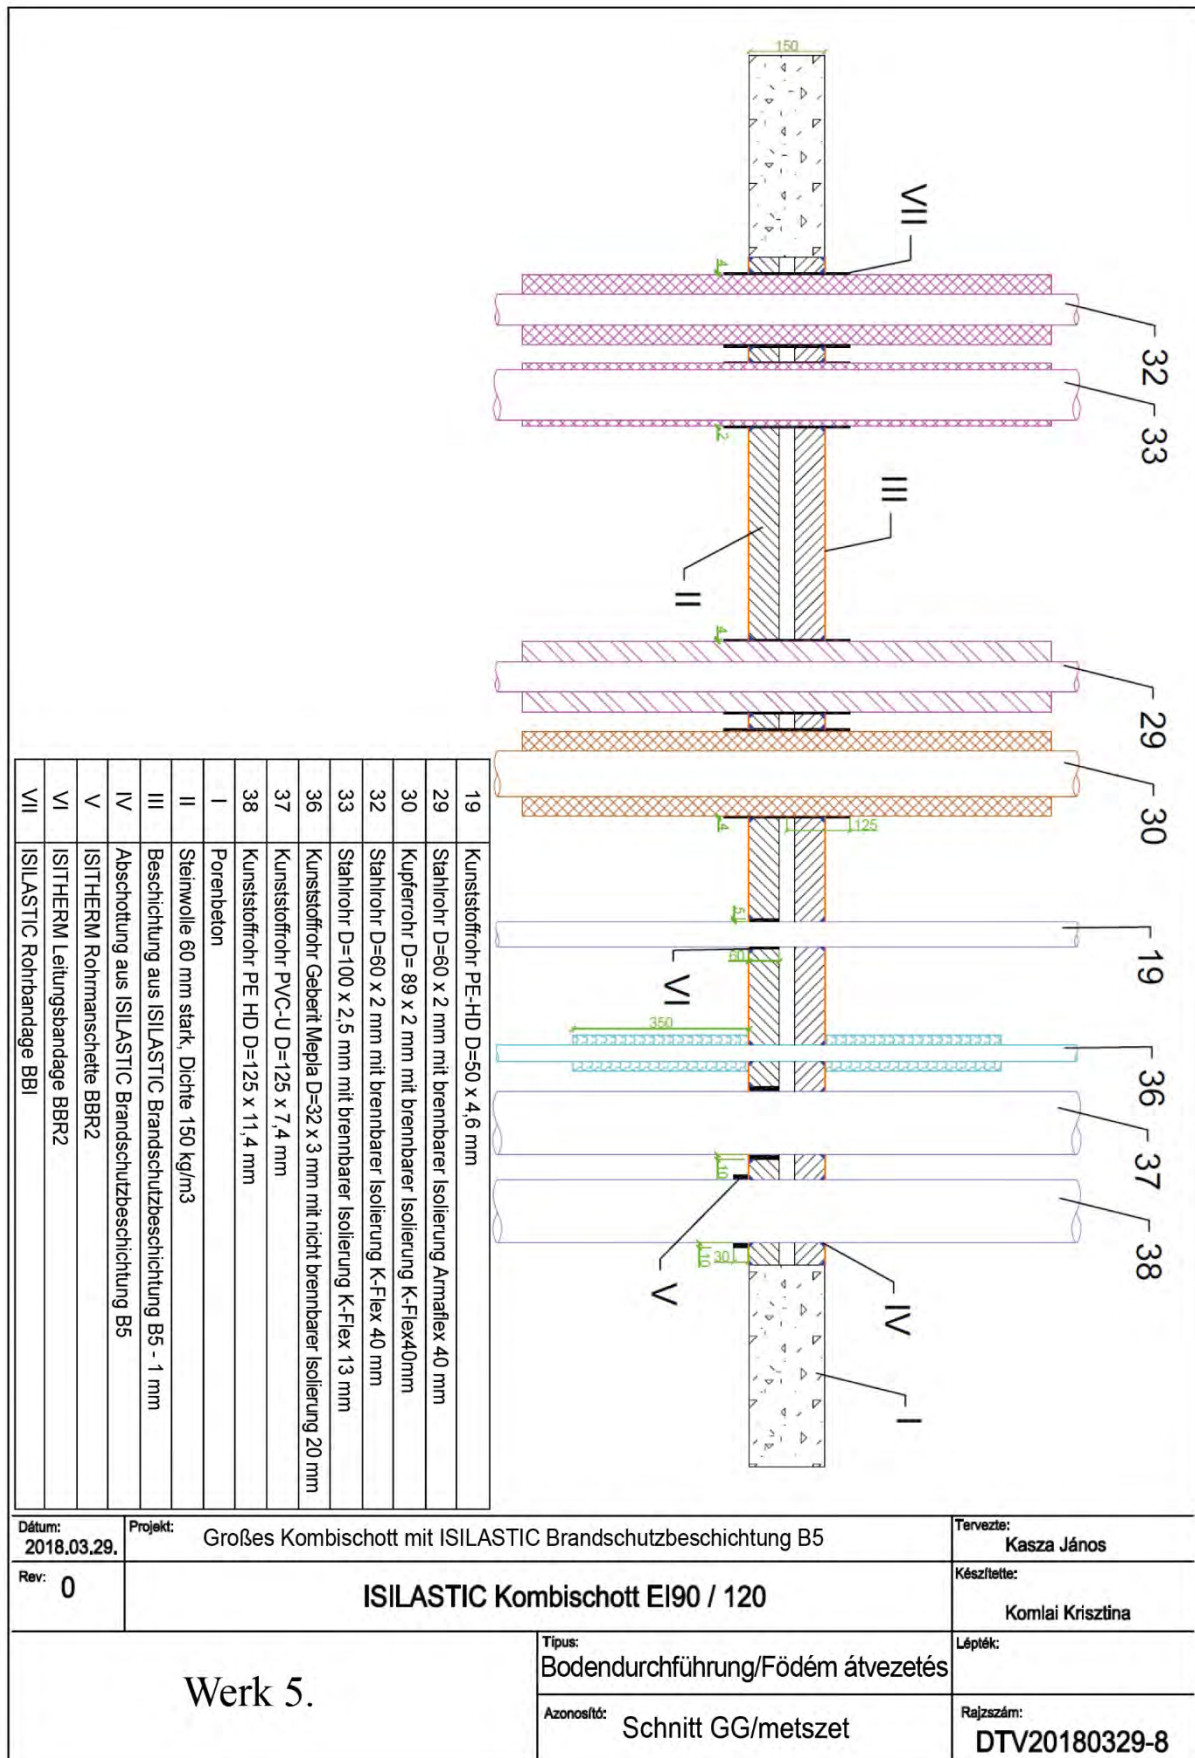 150
VII
4
32
33
2
III
II
4
29
30
4
125
19
5
60
VI
350
36
37
10
38
V
10
30
IV
I
19 Kunststoffrohr PE-HD D=50 x 4,6 mm
29 Stahlrohr D=60 x 2 mm mit brennbarer Isolierung Armaflex 40 mm
30 Kupferrohr D= 89 x 2 mm mit brennbarer Isolierung K-Flex40mm
32 Stahlrohr D=60 x 2 mm mit brennbarer Isolierung K-Flex 40 mm
33 Stahlrohr D=100 x 2,5 mm mit brennbarer Isolierung K-Flex 13 mm
36 Kunststoffrohr Geberit Mepla D=32 x 3 mm mit nicht brennbarer Isolierung 20 mm
37 Kunststoffrohr PVC-U D=125 x 7,4 mm
38 Kunststoffrohr PE HD D=125 x 11,4 mm
I Porenbeton
II Steinwolle 60 mm stark, Dichte 150 kg/m3
III Beschichtung aus ISILASTIC Brandschutzbeschichtung B5 - 1 mm
IV Abschottung aus ISILASTIC Brandschutzbeschichtung B5
V ISITHERM Rohrmanschette BBR2
VI ISITHERM Leitungsbandage BBR2
VII ISILASTIC Rohrbandage BBI
Dátum:
2018.03.29.
Projekt: Großes Kombischott mit ISILASTIC Brandschutzbeschichtung B5
Tervezte:
Kasza János
Rev: 0
ISILASTIC Kombischott EI90 / 120
Készítette:
Komlai Krisztina
Werk 5.
Típus:
Bodendurchführung/Födém átvezetés
Lépték:
Azonosító: Schnitt GG/metszet
Rajzszám:
DTV20180329-8